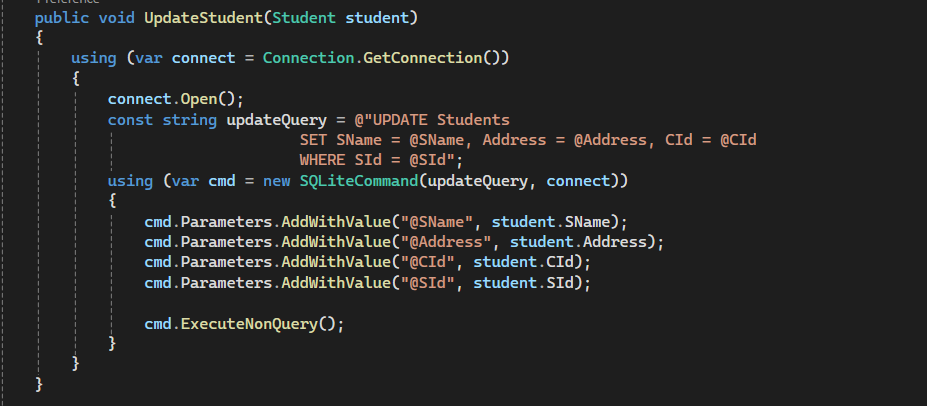 1 reference
public void UpdateStudent(Student student)
{
using (var connect = Connection.GetConnection())
{
connect.Open();
const string updateQuery = @"UPDATE Students
SET SName = @SName, Address = @Address, CId = @CId
WHERE SId = @SId";
using (var cmd = new SQLiteCommand(updateQuery, connect))
{
cmd.Parameters.AddWithValue("@SName", student.SName);
cmd.Parameters.AddWithValue("@Address", student.Address);
cmd.Parameters.AddWithValue("@CId", student.CId);
cmd.Parameters.AddWithValue("@SId", student.SId);
cmd.ExecuteNonQuery();
}
}
}